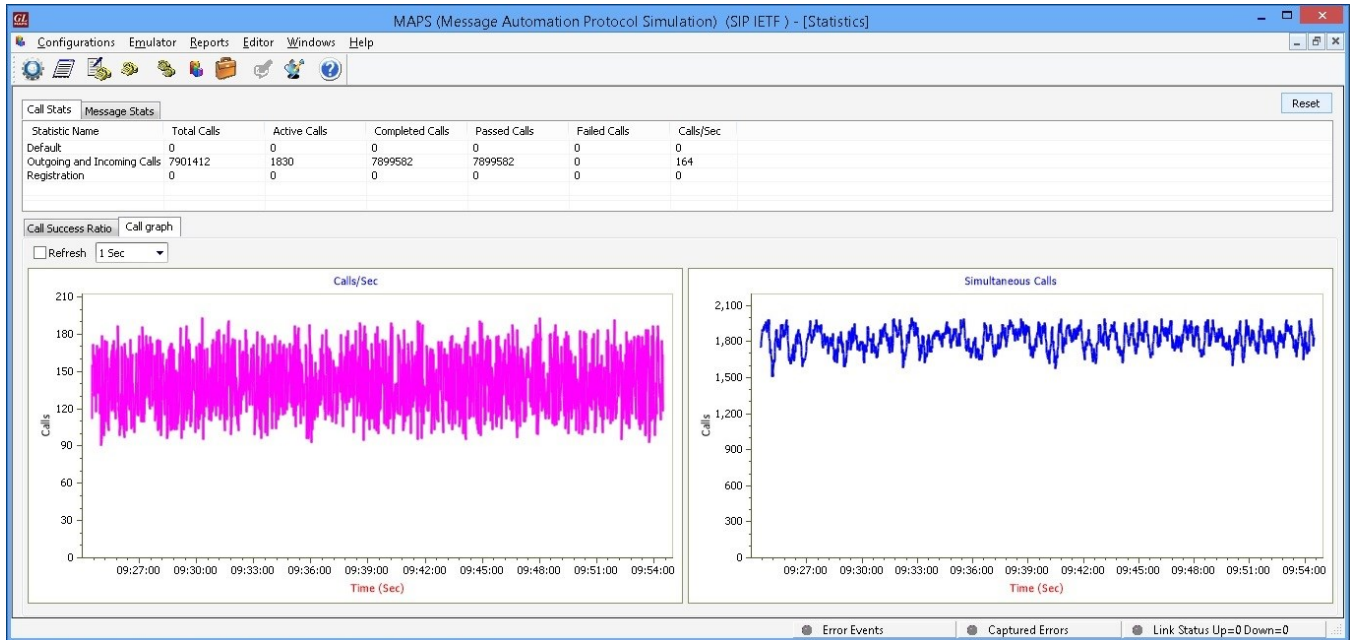 GL
MAPS (Message Automation Protocol Simulation) (SIP IETF ) - [Statistics]
Configurations Emulator Reports Editor Windows Help
Reset
Call Stats Message Stats
Statistic Name Total Calls Active Calls Completed Calls Passed Calls Failed Calls Calls/Sec
Default 0 0 0 0 0 0
Outgoing and Incoming Calls 7901412 1830 7899582 7899582 0 164
Registration 0 0 0 0 0 0
Call Success Ratio Call graph
Refresh 1 Sec
Calls/Sec
210
180
150
120
90
60
30
0
Calls
09:27:00 09:30:00 09:33:00 09:36:00 09:39:00 09:42:00 09:45:00 09:48:00 09:51:00 09:54:00
Time (Sec)
Simultaneous Calls
2,100
1,800
1,500
1,200
900
600
300
0
Calls
09:27:00 09:30:00 09:33:00 09:36:00 09:39:00 09:42:00 09:45:00 09:48:00 09:51:00 09:54:00
Time (Sec)
Error Events Captured Errors Link Status Up=0 Down=0